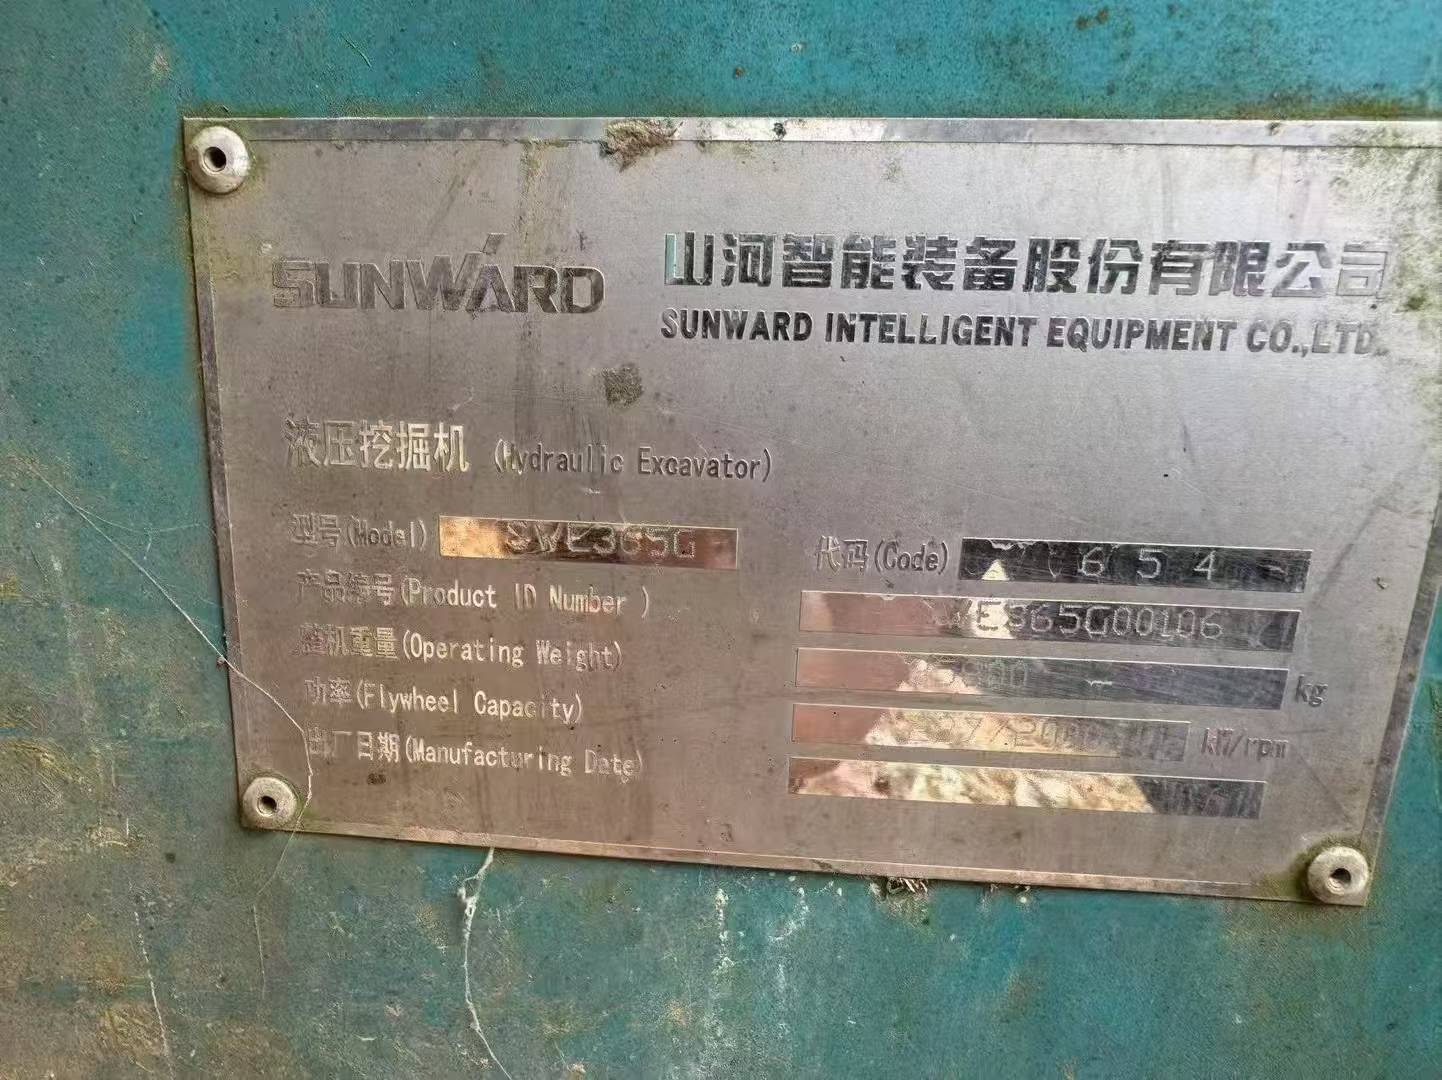 SUNWARD
山河智能装备股份有限公司
SUNWARD INTELLIGENT EQUIPMENT CO.,LTD.
液压挖掘机 (Hydraulic Excavator)
型号(Model) SWE365G
代码(Code) 654
产品编号(Product ID Number) WE365G00106
整机重量(Operating Weight) kg
功率(Flywheel Capacity) kW/rpm
出厂日期(Manufacturing Date)